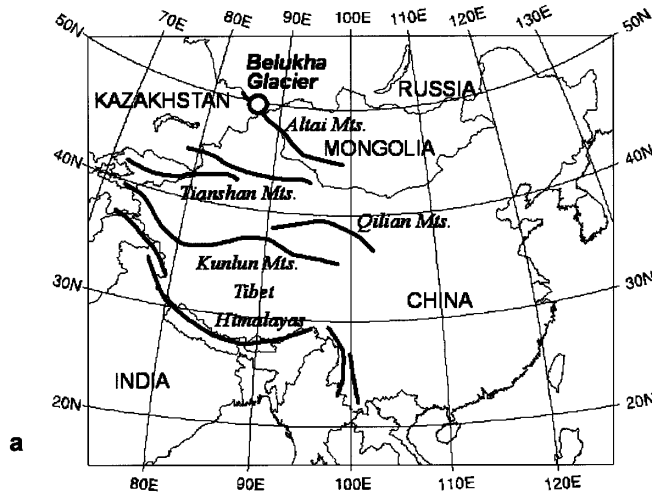 70E 80E 90E 100E 110E 120E 130E
50N 50N
Belukha
Glacier
RUSSIA
KAZAKHSTAN
Altai Mts.
MONGOLIA
40N 40N
Tianshan Mts.
Qilian Mts.
Kunlun Mts.
30N 30N
Tibet
CHINA
Himalayas
INDIA
20N 20N
a
80E 90E 100E 110E 120E